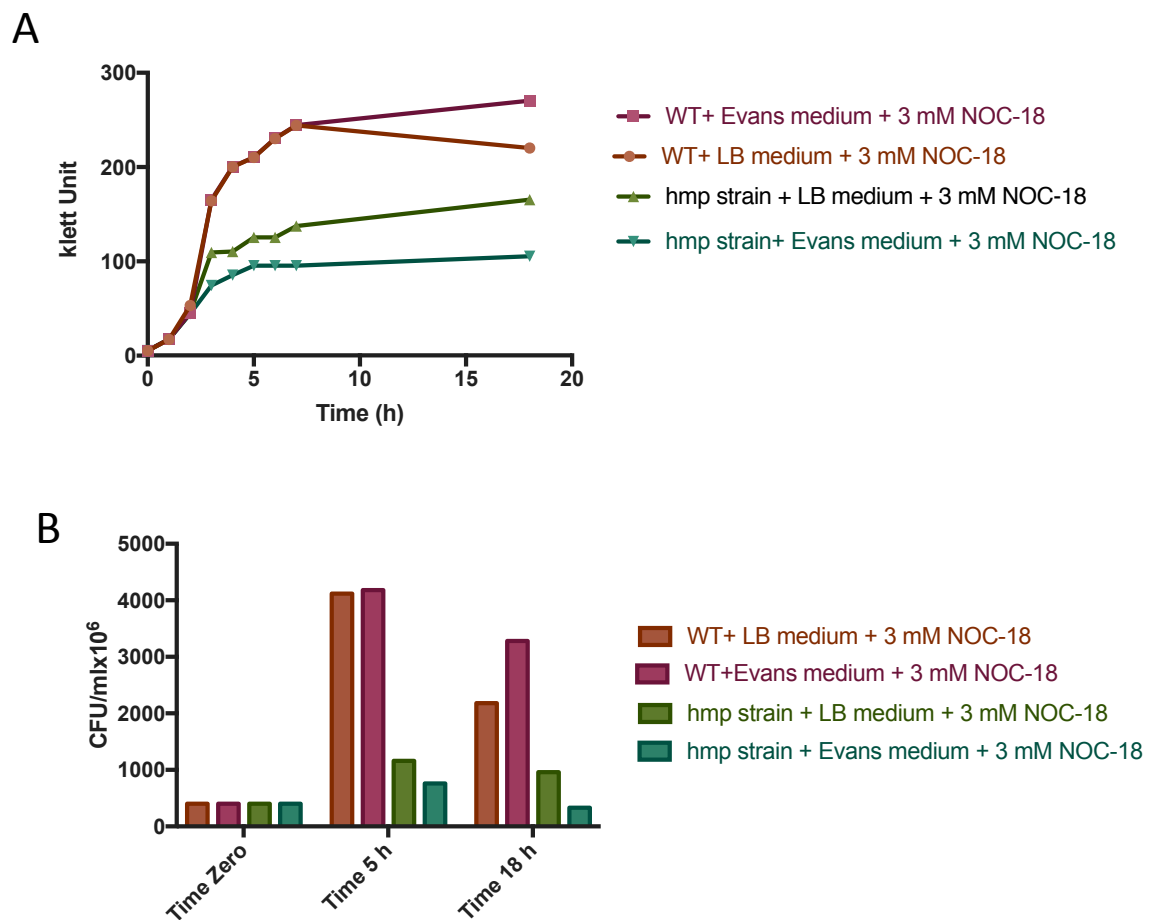 A
300
200
100
0
klett Unit
0 5 10 15 20
Time (h)
WT+ Evans medium + 3 mM NOC-18
WT+ LB medium + 3 mM NOC-18
hmp strain + LB medium + 3 mM NOC-18
hmp strain+ Evans medium + 3 mM NOC-18
B
5000
4000
3000
2000
1000
0
CFU/mlx10⁶
Time Zero
Time 5 h
Time 18 h
WT+ LB medium + 3 mM NOC-18
WT+Evans medium + 3 mM NOC-18
hmp strain + LB medium + 3 mM NOC-18
hmp strain + Evans medium + 3 mM NOC-18